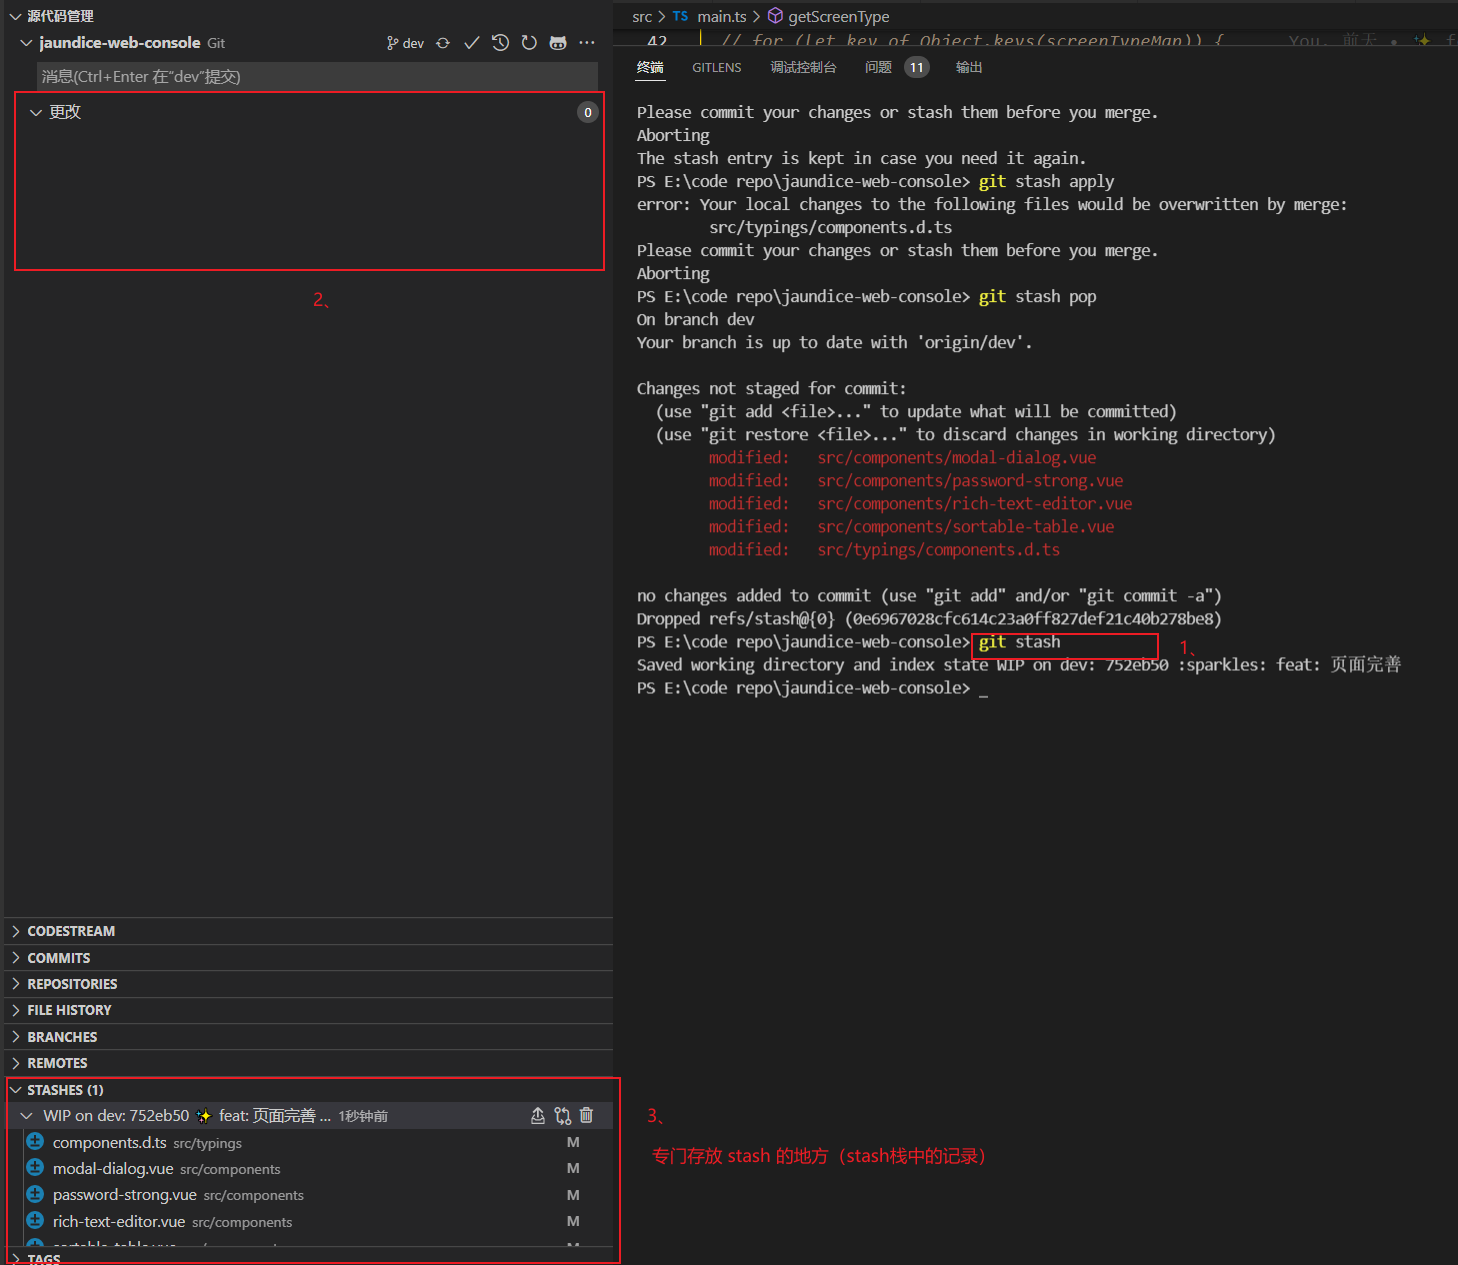 源代码管理
jaundice-web-console Git
dev
消息(Ctrl+Enter 在“dev”提交)
更改
0
2、
CODESTREAM
COMMITS
REPOSITORIES
FILE HISTORY
BRANCHES
REMOTES
STASHES (1)
WIP on dev: 752eb50 ✨ feat: 页面完善 ... 1秒钟前
components.d.ts src/typings M
modal-dialog.vue src/components M
password-strong.vue src/components M
rich-text-editor.vue src/components M
TAGS
src > TS main.ts > getScreenType
42 // for (let key of Object.keys(screenTypeMap)) { You, 前天 • ✨ f
终端 GITLENS 调试控制台 问题 11 输出
Please commit your changes or stash them before you merge.
Aborting
The stash entry is kept in case you need it again.
PS E:\code repo\jaundice-web-console> git stash apply
error: Your local changes to the following files would be overwritten by merge:
src/typings/components.d.ts
Please commit your changes or stash them before you merge.
Aborting
PS E:\code repo\jaundice-web-console> git stash pop
On branch dev
Your branch is up to date with 'origin/dev'.
Changes not staged for commit:
(use "git add <file>..." to update what will be committed)
(use "git restore <file>..." to discard changes in working directory)
modified: src/components/modal-dialog.vue
modified: src/components/password-strong.vue
modified: src/components/rich-text-editor.vue
modified: src/components/sortable-table.vue
modified: src/typings/components.d.ts
no changes added to commit (use "git add" and/or "git commit -a")
Dropped refs/stash@{0} (0e6967028cfc614c23a0ff827def21c40b278be8)
PS E:\code repo\jaundice-web-console> git stash
1、
Saved working directory and index state WIP on dev: 752eb50 :sparkles: feat: 页面完善
PS E:\code repo\jaundice-web-console> _
3、
专门存放 stash 的地方（stash栈中的记录）